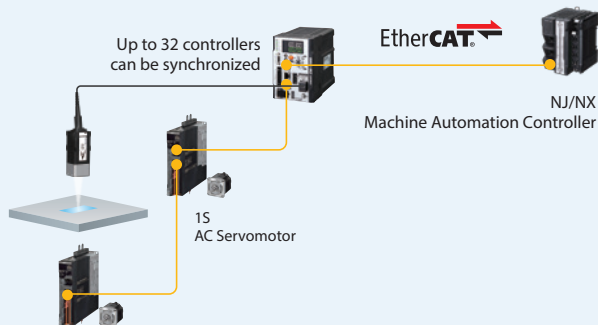 Up to 32 controllers
can be synchronized
EtherCAT®
NJ/NX
Machine Automation Controller
1S
AC Servomotor